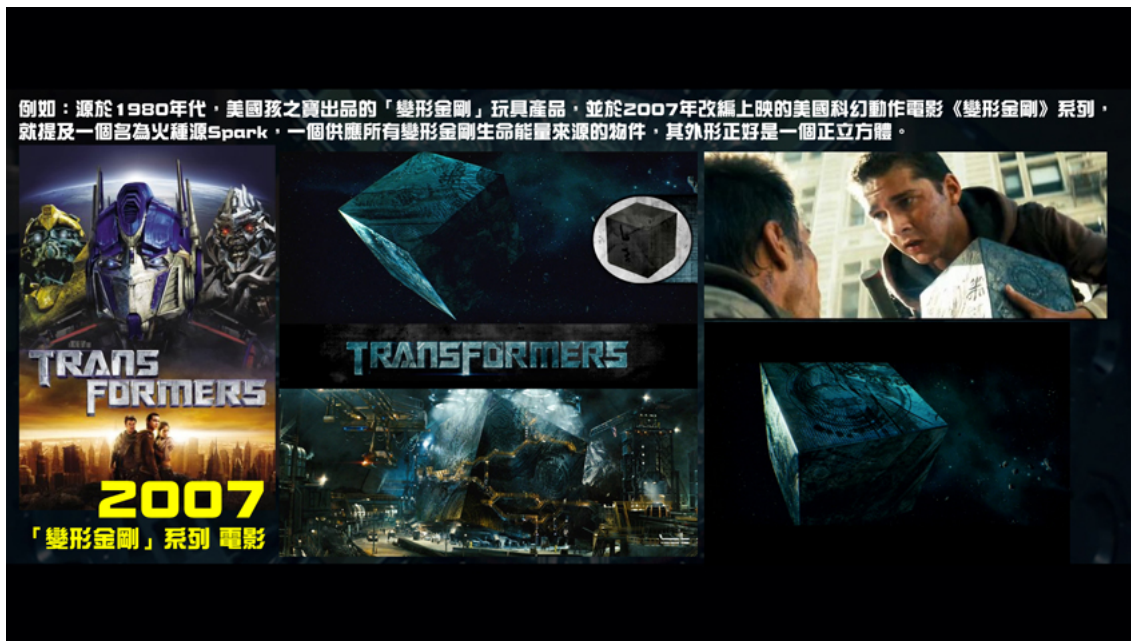 例如：源於1980年代，美國孩之寶出品的「變形金剛」玩具產品，並於2007年改編上映的美國科幻動作電影《變形金剛》系列，
就提及一個名為火種源Spark，一個供應所有變形金剛生命能量來源的物件，其外形正好是一個正立方體。
TRANS
FORMERS
2007
「變形金剛」系列 電影
TRANSFORMERS